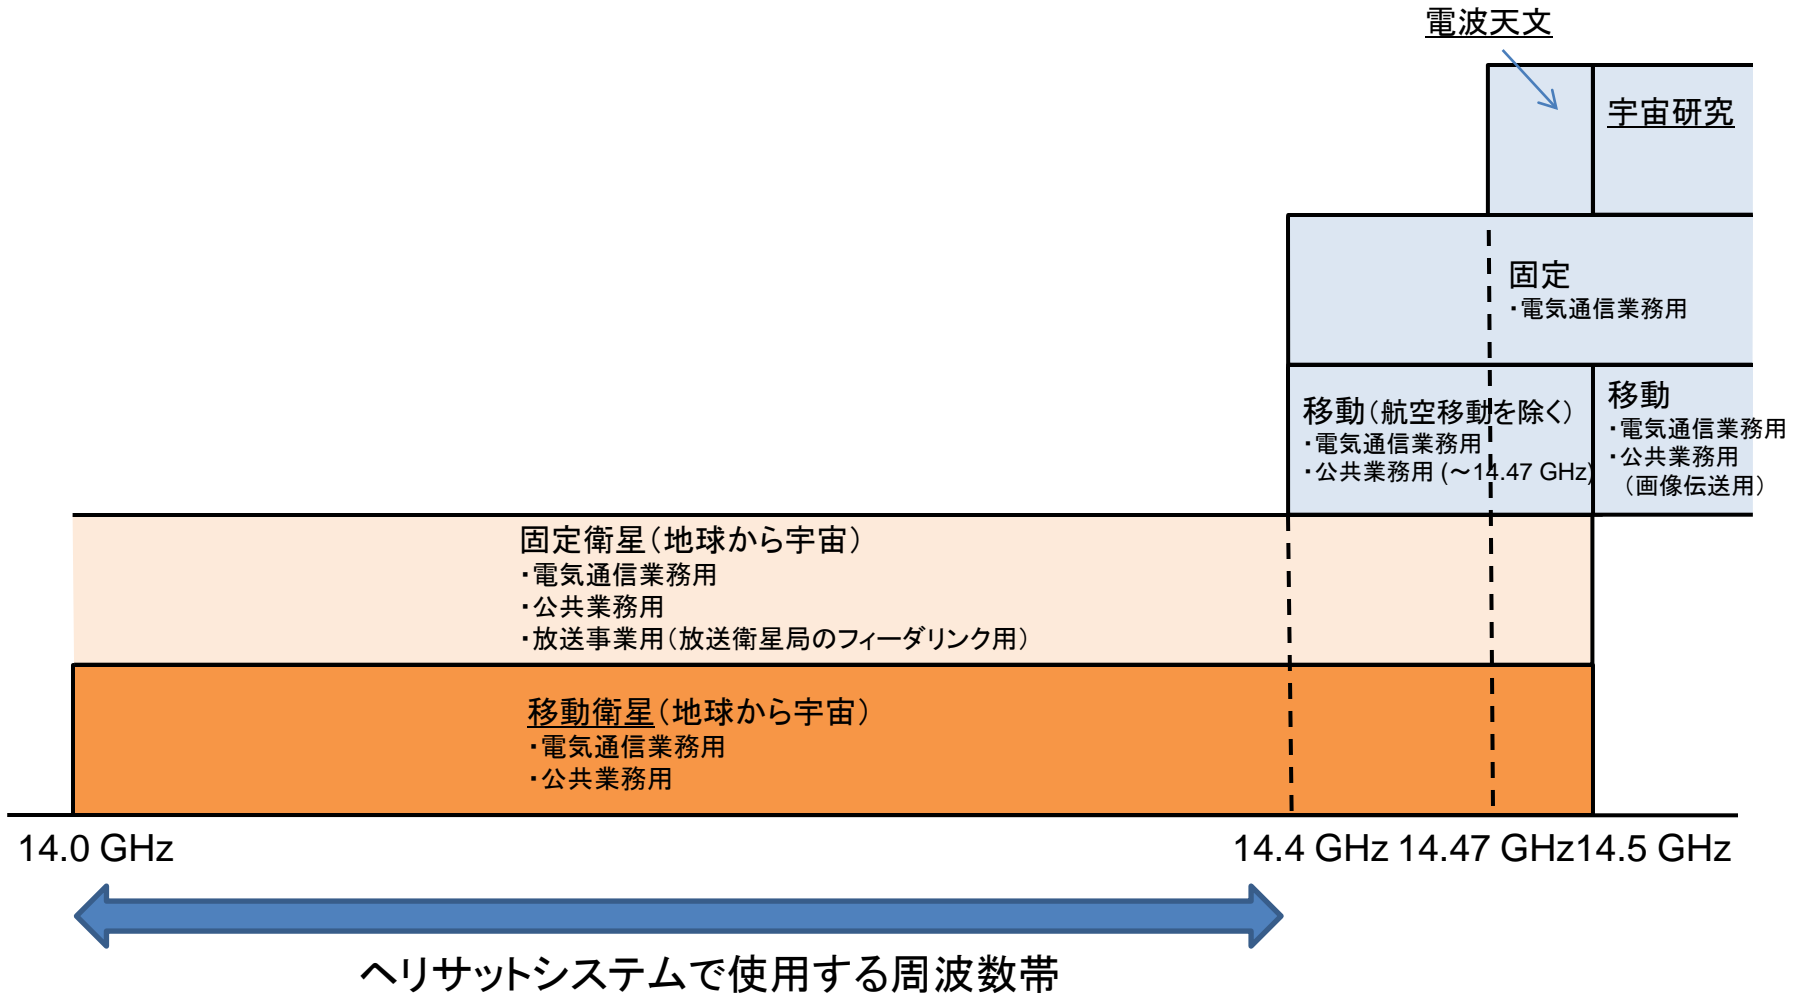 電波天文
宇宙研究
固定
・電気通信業務用
移動（航空移動を除く）
・電気通信業務用
・公共業務用 (～14.47 GHz)
移動
・電気通信業務用
・公共業務用
（画像伝送用）
固定衛星（地球から宇宙）
・電気通信業務用
・公共業務用
・放送事業用（放送衛星局のフィーダリンク用）
移動衛星（地球から宇宙）
・電気通信業務用
・公共業務用
14.0 GHz
14.4 GHz
14.47 GHz
14.5 GHz
ヘリサットシステムで使用する周波数帯